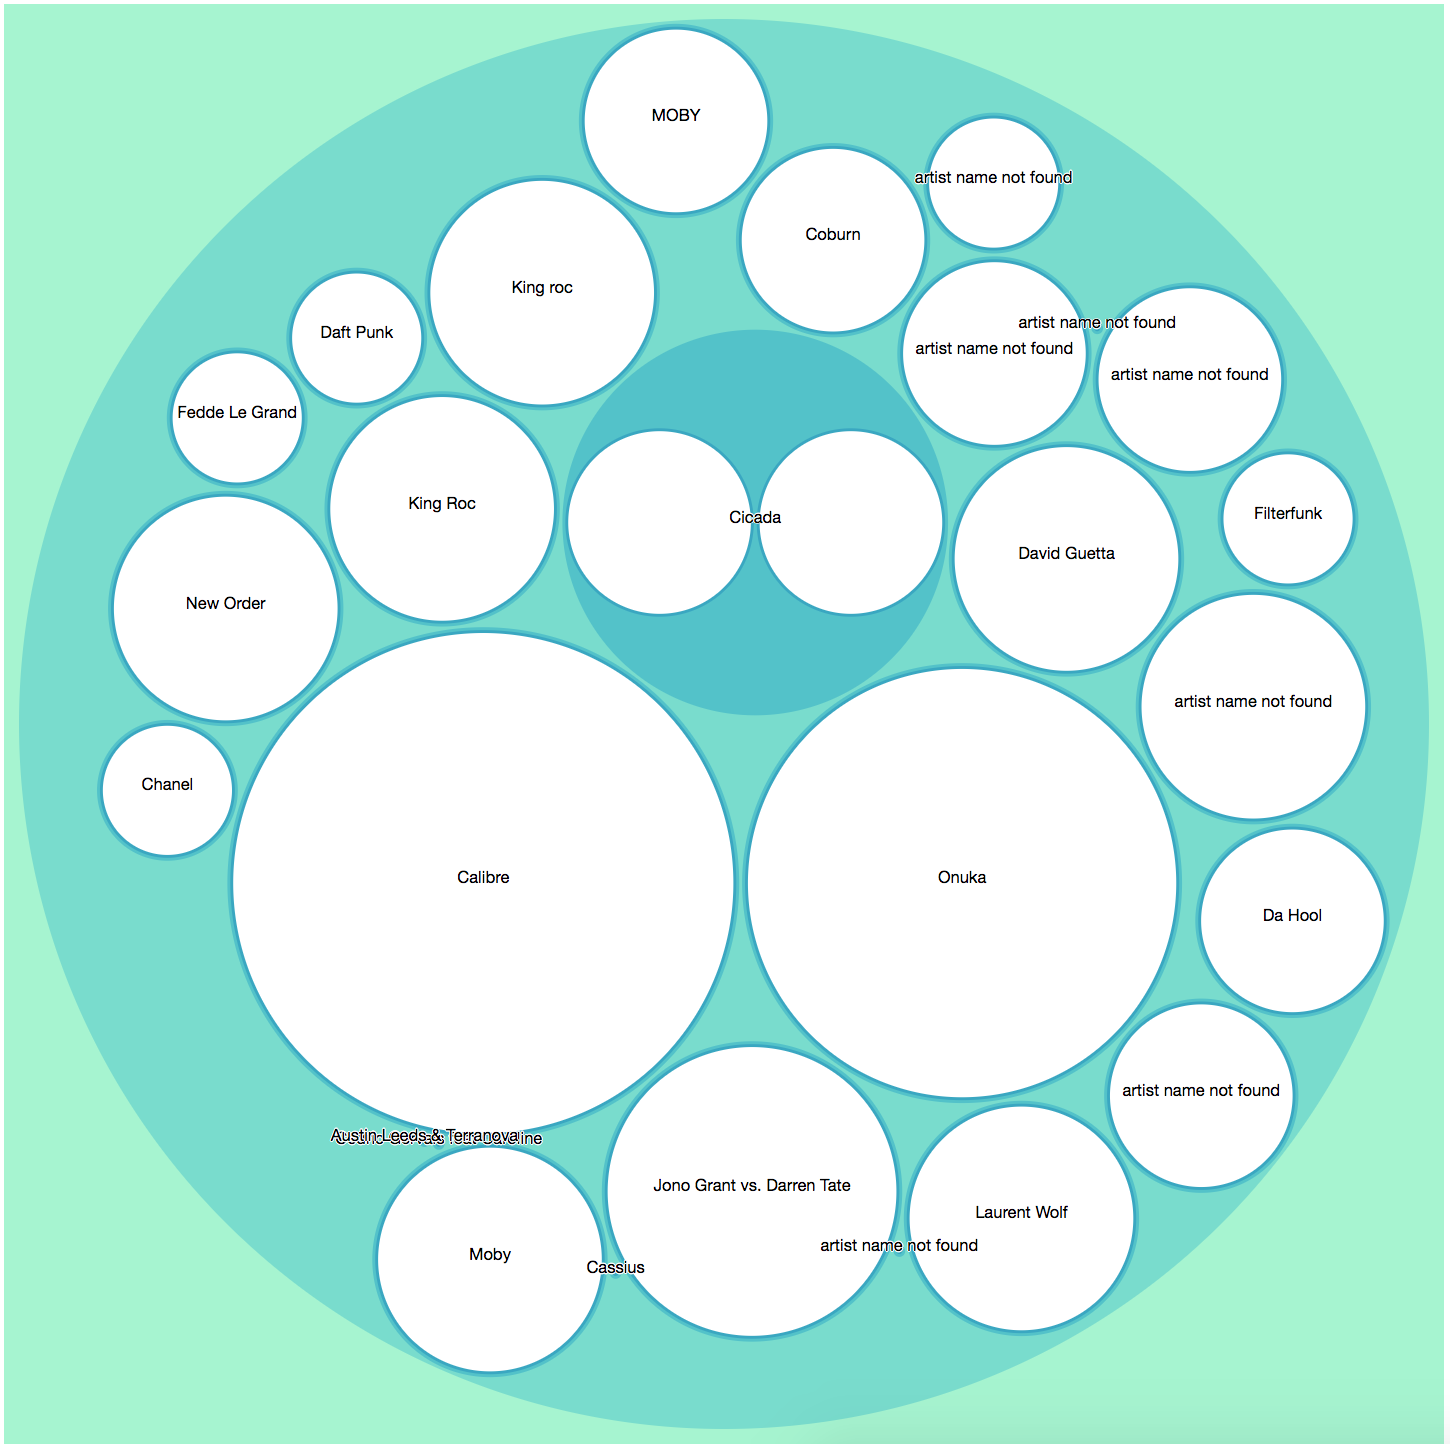 MOBY
artist name not found
Coburn
King roc
artist name not found
Daft Punk
artist name not found
artist name not found
Fedde Le Grand
King Roc
Filterfunk
Cicada
David Guetta
New Order
artist name not found
Chanel
Calibre
Onuka
Da Hool
artist name not found
Austin Leeds & Terranova
Jono Grant vs. Darren Tate
Laurent Wolf
artist name not found
Moby
Cassius